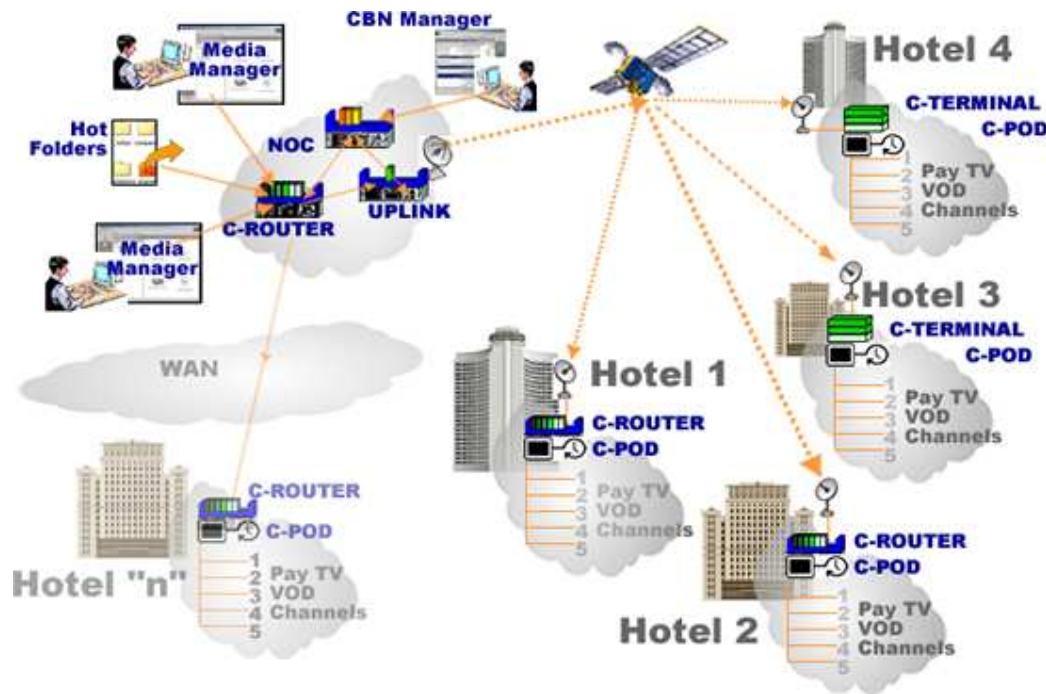 CBN Manager
Media
Manager
Hotel 4
Hot
Folders
NOC
C-TERMINAL
C-POD
1
2 Pay TV
3 VOD
4 Channels
5
UPLINK
C-ROUTER
Media
Manager
Hotel 3
C-TERMINAL
C-POD
1
2 Pay TV
3 VOD
4 Channels
5
WAN
Hotel 1
C-ROUTER
C-POD
1
2 Pay TV
3 VOD
4 Channels
5
C-ROUTER
C-POD
Hotel "n"
1
2 Pay TV
3 VOD
4 Channels
5
C-ROUTER
C-POD
Hotel 2
1
2 Pay TV
3 VOD
4 Channels
5